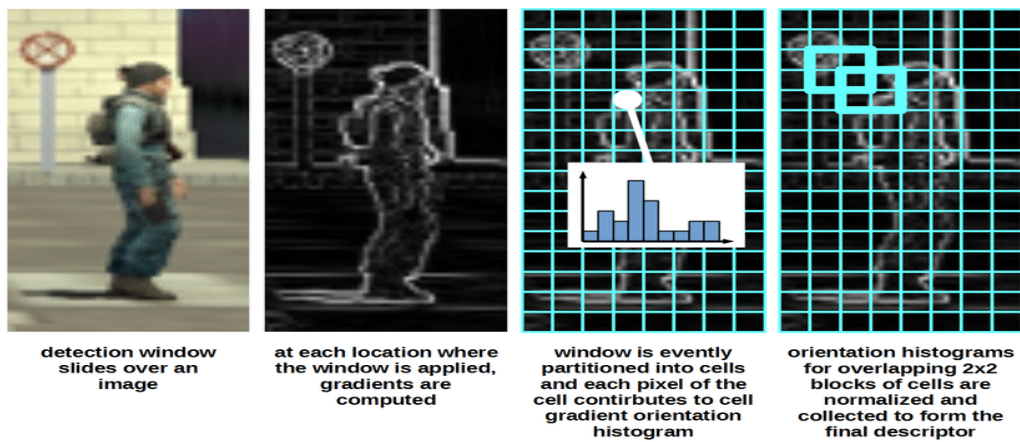 detection window
slides over an
image
at each location where
the window is applied,
gradients are
computed
window is evently
partitioned into cells
and each pixel of the
cell contirbutes to cell
gradient orientation
histogram
orientation histograms
for overlapping 2x2
blocks of cells are
normalized and
collected to form the
final descriptor